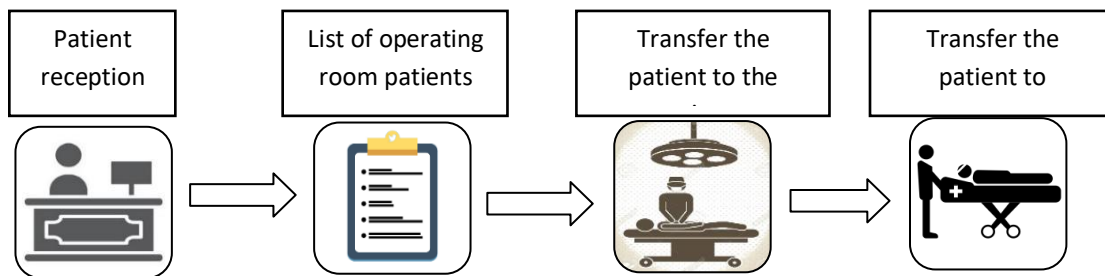 Patient
reception
List of operating
room patients
Transfer the
patient to the
Transfer the
patient to